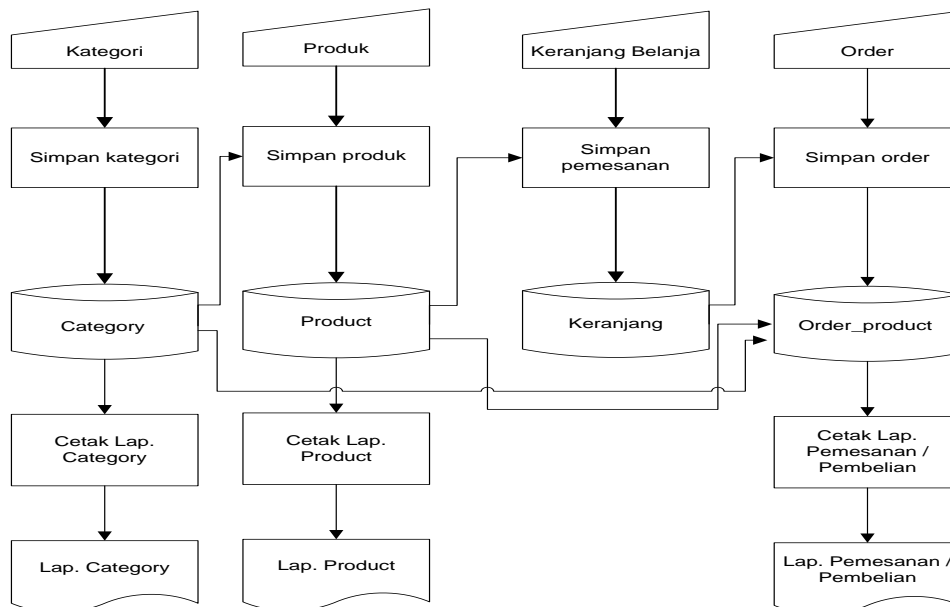 Kategori
Produk
Keranjang Belanja
Order
Simpan kategori
Simpan produk
Simpan
pemesanan
Simpan order
Category
Product
Keranjang
Order_product
Cetak Lap.
Category
Cetak Lap.
Product
Cetak Lap.
Pemesanan /
Pembelian
Lap. Category
Lap. Product
Lap. Pemesanan /
Pembelian